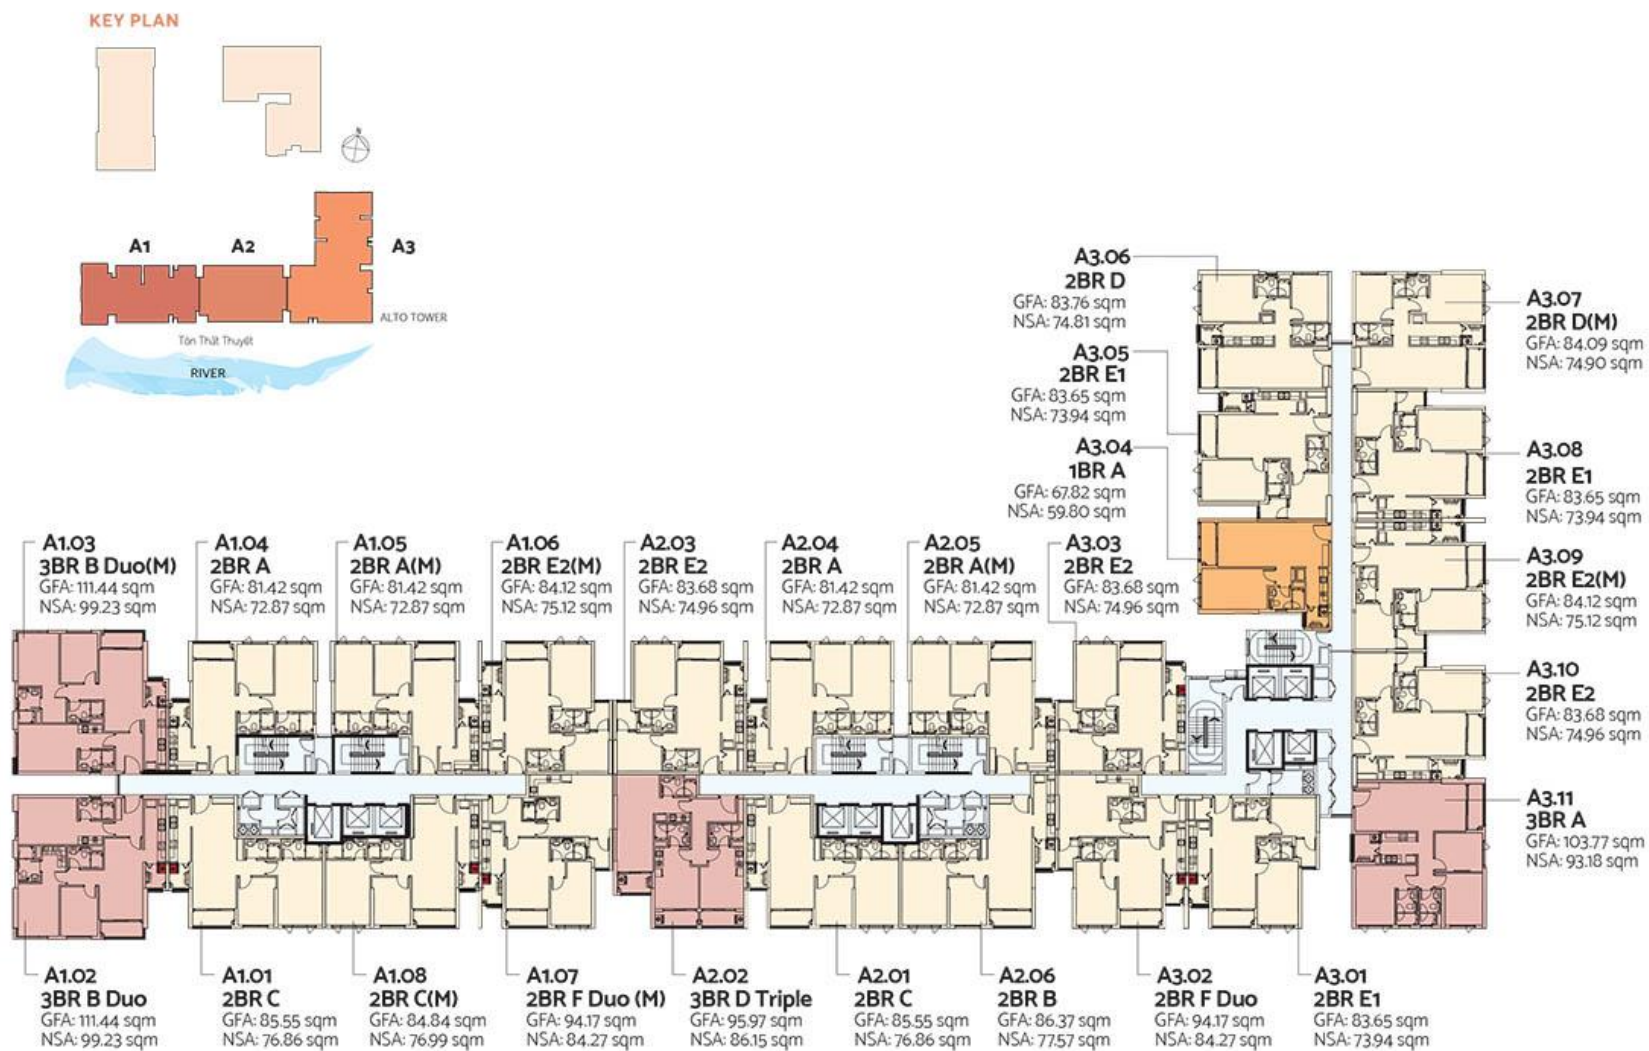 KEY PLAN
N
A1
A2
A3
ALTO TOWER
Tôn Thất Thuyết
RIVER
A3.06
2BR D
GFA: 83.76 sqm
NSA: 74.81 sqm
A3.07
2BR D(M)
GFA: 84.09 sqm
NSA: 74.90 sqm
A3.05
2BR E1
GFA: 83.65 sqm
NSA: 73.94 sqm
A3.04
1BR A
GFA: 67.82 sqm
NSA: 59.80 sqm
A3.08
2BR E1
GFA: 83.65 sqm
NSA: 73.94 sqm
A1.03
3BR B Duo(M)
GFA: 111.44 sqm
NSA: 99.23 sqm
A1.04
2BR A
GFA: 81.42 sqm
NSA: 72.87 sqm
A1.05
2BR A(M)
GFA: 81.42 sqm
NSA: 72.87 sqm
A1.06
2BR E2(M)
GFA: 84.12 sqm
NSA: 75.12 sqm
A2.03
2BR E2
GFA: 83.68 sqm
NSA: 74.96 sqm
A2.04
2BR A
GFA: 81.42 sqm
NSA: 72.87 sqm
A2.05
2BR A(M)
GFA: 81.42 sqm
NSA: 72.87 sqm
A3.03
2BR E2
GFA: 83.68 sqm
NSA: 74.96 sqm
A3.09
2BR E2(M)
GFA: 84.12 sqm
NSA: 75.12 sqm
A3.10
2BR E2
GFA: 83.68 sqm
NSA: 74.96 sqm
A3.11
3BR A
GFA: 103.77 sqm
NSA: 93.18 sqm
A1.02
3BR B Duo
GFA: 111.44 sqm
NSA: 99.23 sqm
A1.01
2BR C
GFA: 85.55 sqm
NSA: 76.86 sqm
A1.08
2BR C(M)
GFA: 84.84 sqm
NSA: 76.99 sqm
A1.07
2BR F Duo (M)
GFA: 94.17 sqm
NSA: 84.27 sqm
A2.02
3BR D Triple
GFA: 95.97 sqm
NSA: 86.15 sqm
A2.01
2BR C
GFA: 85.55 sqm
NSA: 76.86 sqm
A2.06
2BR B
GFA: 86.37 sqm
NSA: 77.57 sqm
A3.02
2BR F Duo
GFA: 94.17 sqm
NSA: 84.27 sqm
A3.01
2BR E1
GFA: 83.65 sqm
NSA: 73.94 sqm